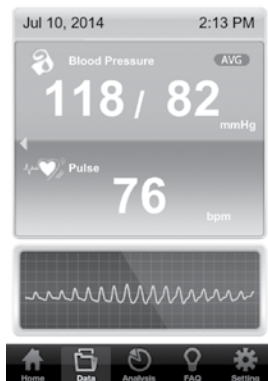 Jul 10, 2014 2:13 PM
Blood Pressure AVG
118 / 82
mmHg
Pulse
76
bpm
Home Data Analysis FAQ Setting